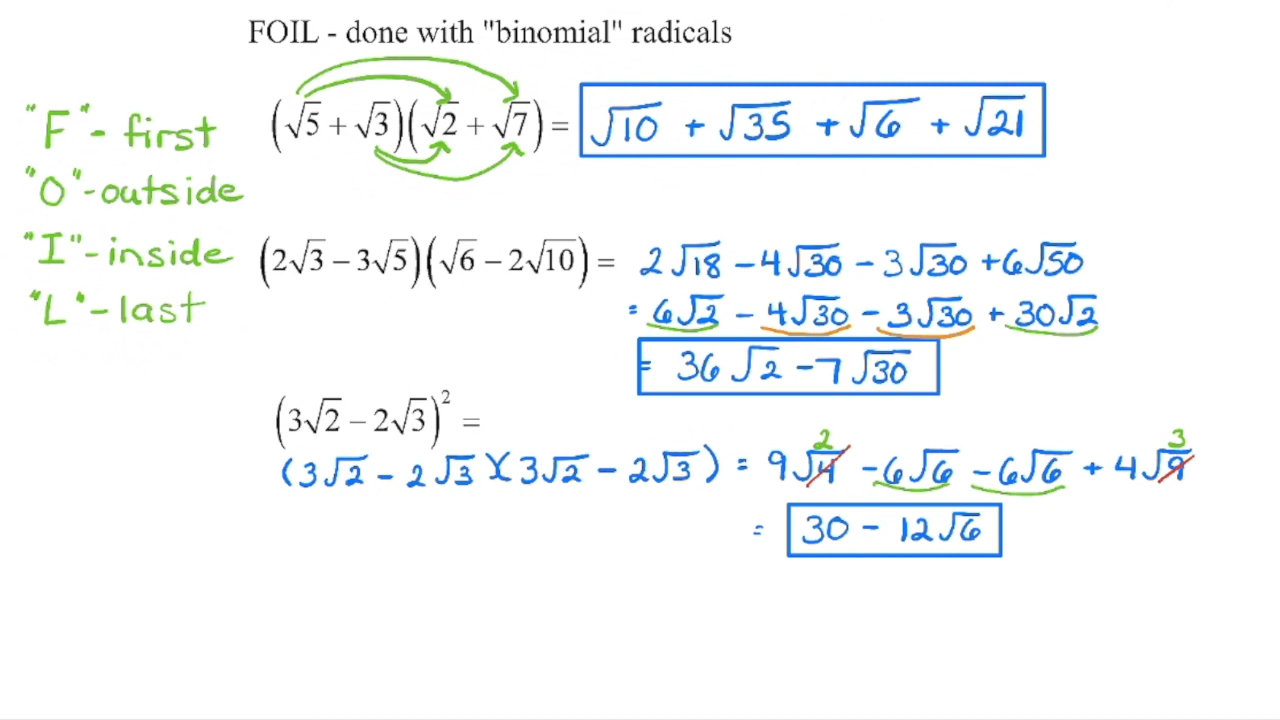 FOIL - done with "binomial" radicals
"F" - first
(√5 + √3)(√2 + √7) = √10 + √35 + √6 + √21
"O" - outside
"I" - inside
(2√3 − 3√5)(√6 − 2√10) = 2√18 − 4√30 − 3√30 + 6√50
"L" - last
= 6√2 − 4√30 − 3√30 + 30√2
= 36√2 − 7√30
(3√2 − 2√3)² =
2 3
(3√2 − 2√3)(3√2 − 2√3) = 9√4 − 6√6 − 6√6 + 4√9
= 30 − 12√6